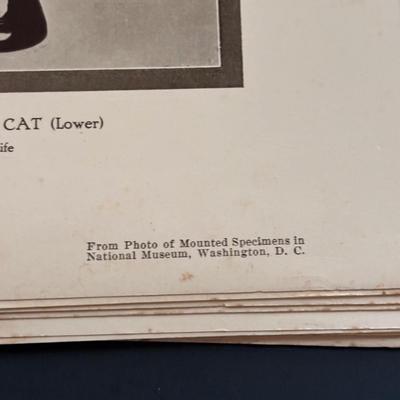 CAT (Lower)
ife
From Photo of Mounted Specimens in
National Museum, Washington, D. C.